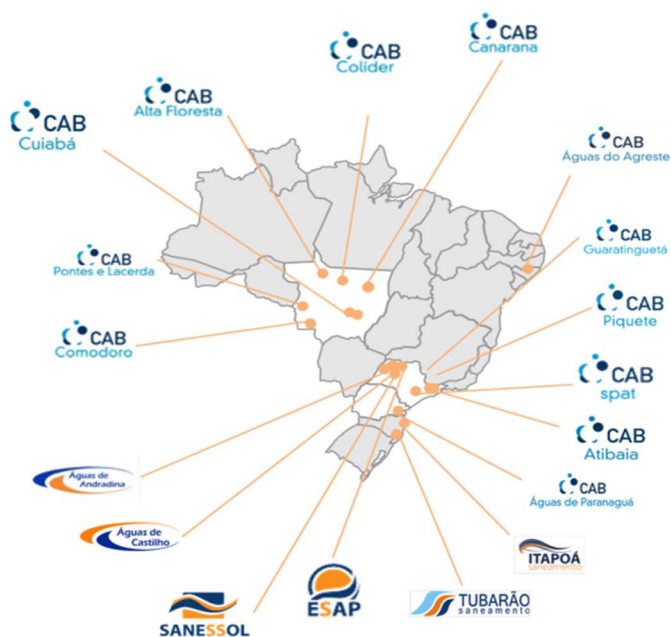 CAB
Canarana
CAB
Colíder
CAB
Alta Floresta
CAB
Cuiabá
CAB
Águas do Agreste
CAB
Guaratinguetá
CAB
Pontes e Lacerda
CAB
Piquete
CAB
Comodoro
CAB
spat
CAB
Atibaia
Águas de
Andradina
CAB
Águas de Paranaguá
Águas de
Castilho
ITAPOÁ
saneamento
ESAP
TUBARÃO
saneamento
SANESSOL